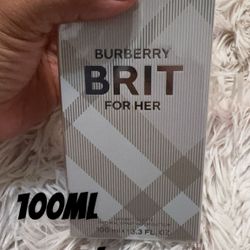 BURBERRY
BRIT
FOR HER
100ML
100 ml ℮ 3.3 FL. OZ.